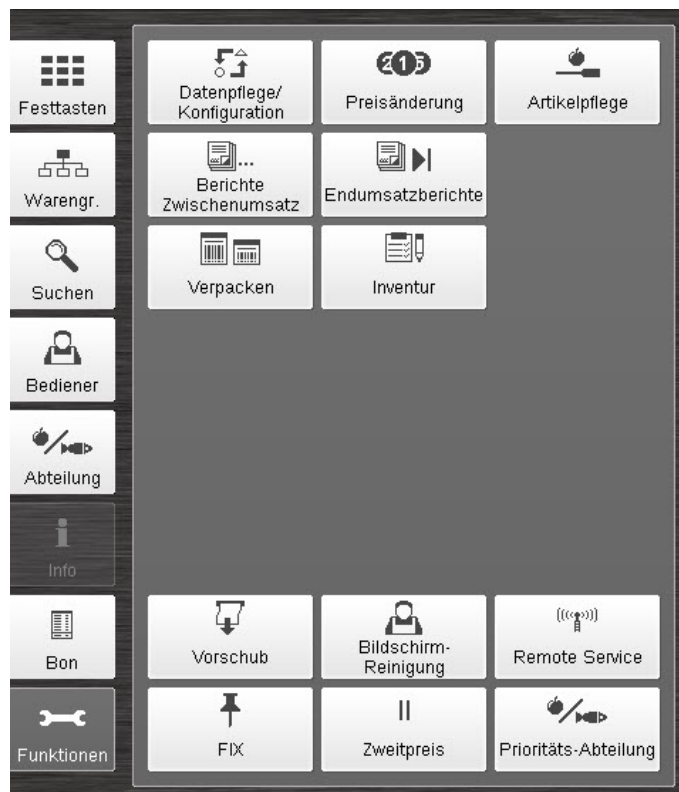 Festtasten
Warengr.
Suchen
Bediener
Abteilung
Info
Bon
Funktionen
Datenpflege/
Konfiguration
Preisänderung
Artikelpflege
Berichte
Zwischenumsatz
Endumsatzberichte
Verpacken
Inventur
Vorschub
Bildschirm-
Reinigung
Remote Service
FIX
Zweitpreis
Prioritäts-Abteilung